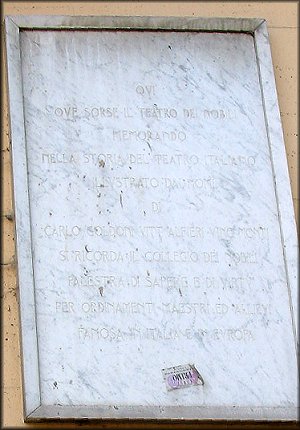 QUI
OVE SORSE IL TEATRO DEI NOBILI
MEMORANDO
NELLA STORIA DEL TEATRO ITALIANO
ILLUSTRATO DAI NOMI
DI
CARLO GOLDONI VITT ALFIERI VINC MONTI
SI RICORDA IL COLLEGIO DEI NOBILI
PALESTRA DI SAPERE E DI VIRTÙ
PER ORDINAMENTI MAESTRI ED ALLIEVI
FAMOSA IN ITALIA E IN EVROPA